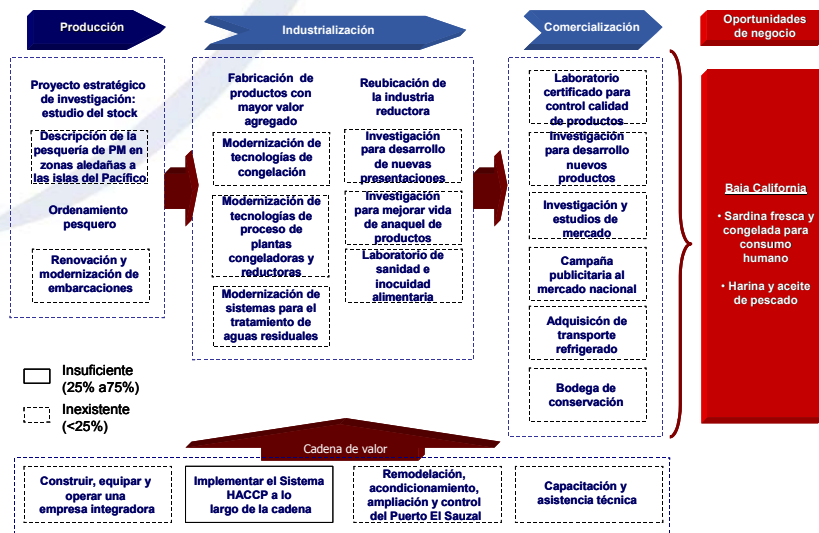 Producción
Industrialización
Comercialización
Oportunidades
de negocio
Proyecto estratégico
de investigación:
estudio del stock
Descripción de la
pesquería de PM en
zonas aledañas a
las islas del Pacífico
Ordenamiento
pesquero
Renovación y
modernización de
embarcaciones
Fabricación de
productos con
mayor valor
agregado
Modernización de
tecnologías de
congelación
Modernización de
tecnologías de
proceso de
plantas
congeladoras y
reductoras
Modernización de
sistemas para el
tratamiento de
aguas residuales
Reubicación de
la industria
reductora
Investigación
para desarrollo
de nuevas
presentaciones
Investigación
para mejorar vida
de anaquel de
productos
Laboratorio de
sanidad e
inocuidad
alimentaria
Laboratorio
certificado para
control calidad
de productos
Investigación
para desarrollo
nuevos
productos
Investigación y
estudios de
mercado
Campaña
publicitaria al
mercado nacional
Adquisicón de
transporte
refrigerado
Bodega de
conservación
Baja California
• Sardina fresca y
congelada para
consumo
humano
• Harina y aceite
de pescado
Insuficiente
(25% a75%)
Inexistente
(<25%)
Cadena de valor
Construir, equipar y
operar una
empresa integradora
Implementar el Sistema
HACCP a lo
largo de la cadena
Remodelación,
acondicionamiento,
ampliación y control
del Puerto El Sauzal
Capacitación y
asistencia técnica